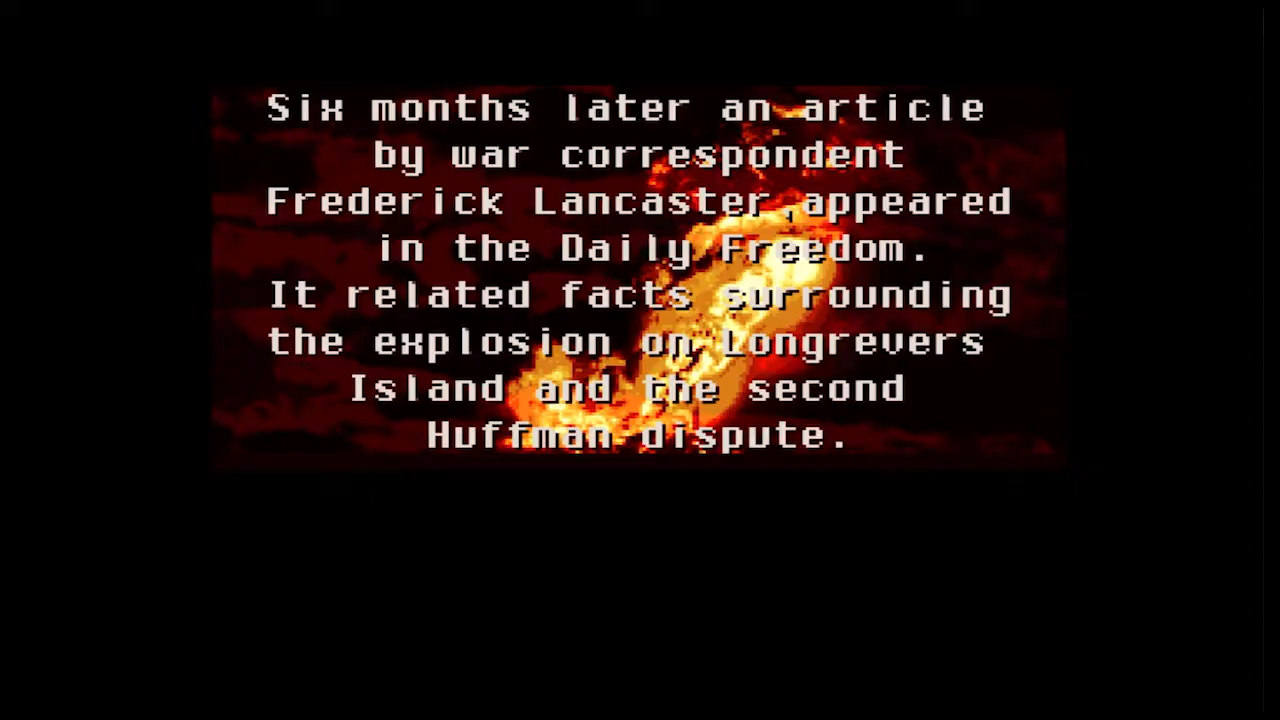 Six months later an article
by war correspondent
Frederick Lancaster,appeared
in the Daily Freedom.
It related facts surrounding
the explosion on Longrevers
Island and the second
Huffman dispute.